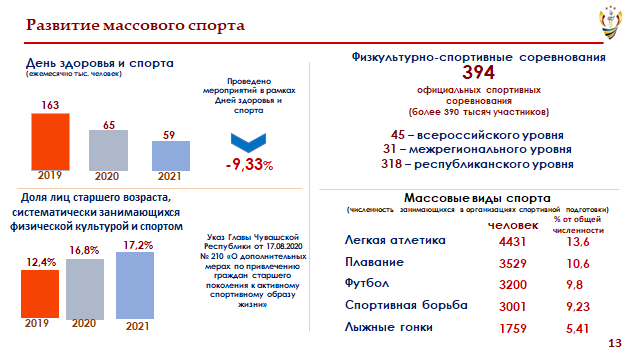 Развитие массового спорта
День здоровья и спорта
(ежемесячно тыс. человек)
163
65
59
2019
2020
2021
Проведено
мероприятий в рамках
Дней здоровья и
спорта
-9,33%
Физкультурно-спортивные соревнования
394
официальных спортивных
соревнования
(более 390 тысяч участников)
45 – всероссийского уровня
31 – межрегионального уровня
318 – республиканского уровня
Доля лиц старшего возраста,
систематически занимающихся
физической культурой и спортом
12,4%
16,8%
17,2%
2019
2020
2021
Указ Главы Чувашской
Республики от 17.08.2020
№ 210 «О дополнительных
мерах по привлечению
граждан старшего
поколения к активному
спортивному образу
жизни»
Массовые виды спорта
(численность занимающихся в организациях спортивной подготовки)
человек
% от общей
численности
Легкая атлетика 4431 13,6
Плавание 3529 10,6
Футбол 3200 9,8
Спортивная борьба 3001 9,23
Лыжные гонки 1759 5,41
13